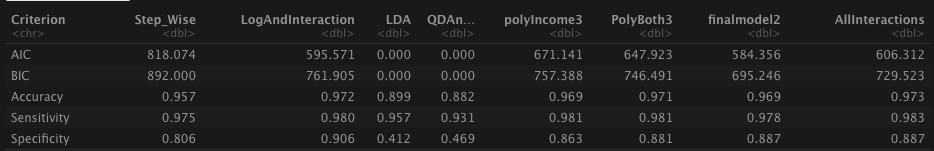 Criterion Step_Wise LogAndInteraction LDA QDAn... polyIncome3 PolyBoth3 finalmodel2 AllInteractions
<chr> <dbl> <dbl> <dbl> <dbl> <dbl> <dbl> <dbl> <dbl>
AIC 818.074 595.571 0.000 0.000 671.141 647.923 584.356 606.312
BIC 892.000 761.905 0.000 0.000 757.388 746.491 695.246 729.523
Accuracy 0.957 0.972 0.899 0.882 0.969 0.971 0.969 0.973
Sensitivity 0.975 0.980 0.957 0.931 0.981 0.981 0.978 0.983
Specificity 0.806 0.906 0.412 0.469 0.863 0.881 0.887 0.887